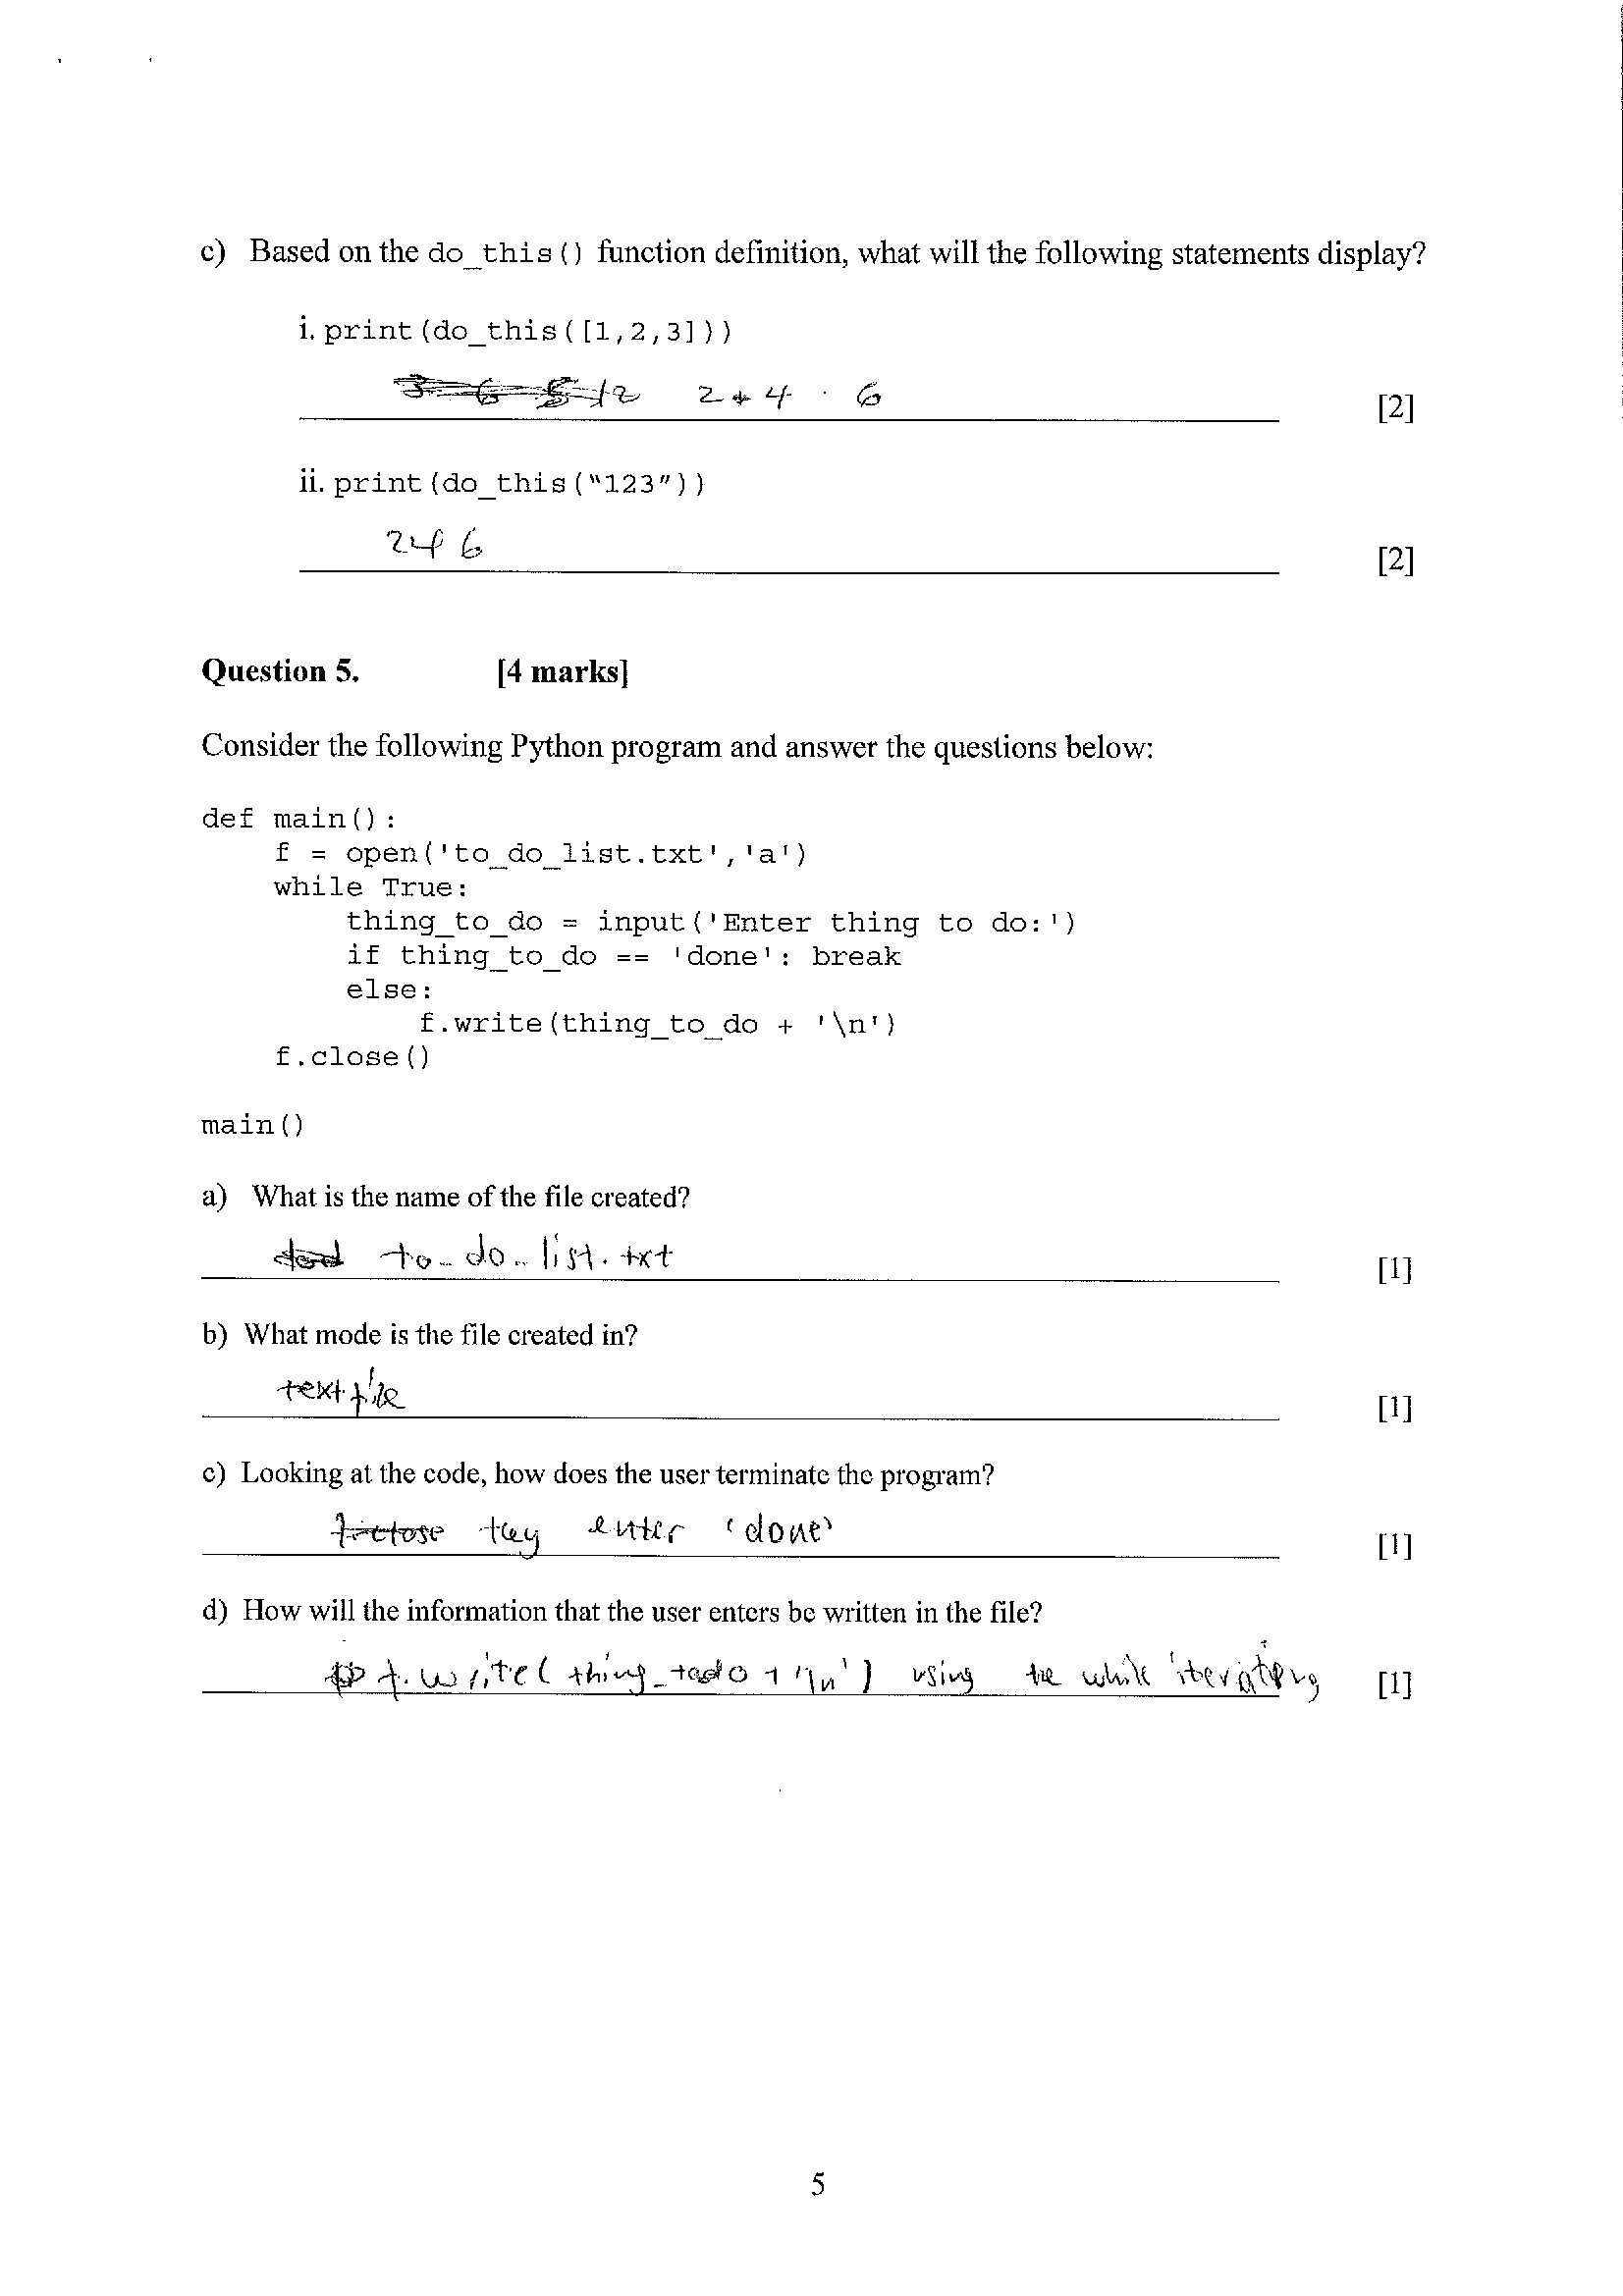 c) Based on the do_this() function definition, what will the following statements display?
i. print(do_this([1,2,3]))
3 6 8 12 2 4 6
[2]
ii. print(do_this("123"))
246
[2]
Question 5. [4 marks]
Consider the following Python program and answer the questions below:
def main():
f = open('to_do_list.txt','a')
while True:
thing_to_do = input('Enter thing to do:')
if thing_to_do == 'done': break
else:
f.write(thing_to_do + '\n')
f.close()
main()
a) What is the name of the file created?
to_do_list.txt
[1]
b) What mode is the file created in?
text file
[1]
c) Looking at the code, how does the user terminate the program?
f.close they enter 'done'
[1]
d) How will the information that the user enters be written in the file?
f.write(thing_todo + '\n') using the while iterating
[1]
5